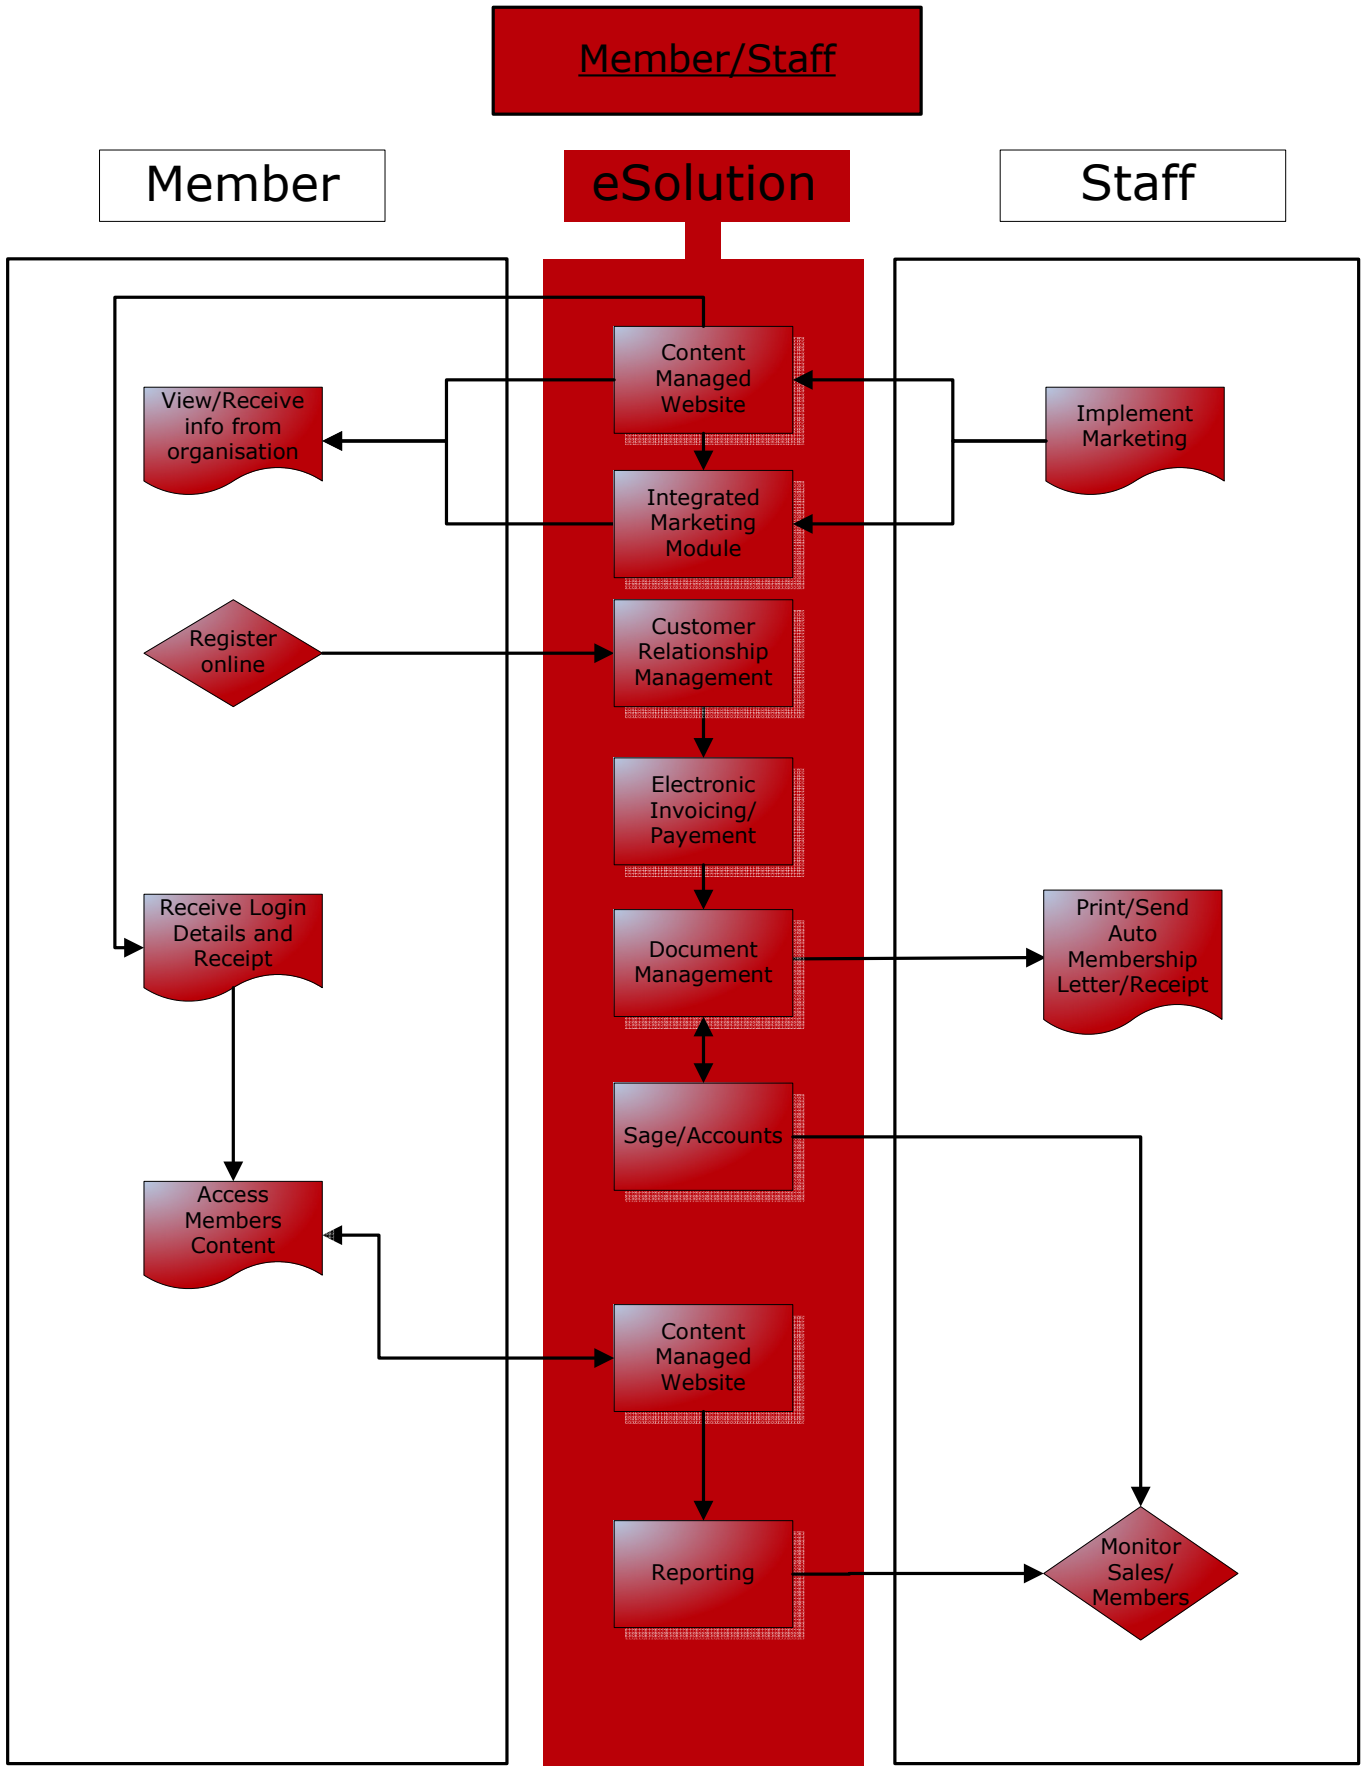 Member/Staff
Member
eSolution
Staff
Content
Managed
Website
View/Receive
info from
organisation
Implement
Marketing
Integrated
Marketing
Module
Register
online
Customer
Relationship
Management
Electronic
Invoicing/
Payement
Receive Login
Details and
Receipt
Document
Management
Print/Send
Auto
Membership
Letter/Receipt
Sage/Accounts
Access
Members
Content
Content
Managed
Website
Reporting
Monitor
Sales/
Members